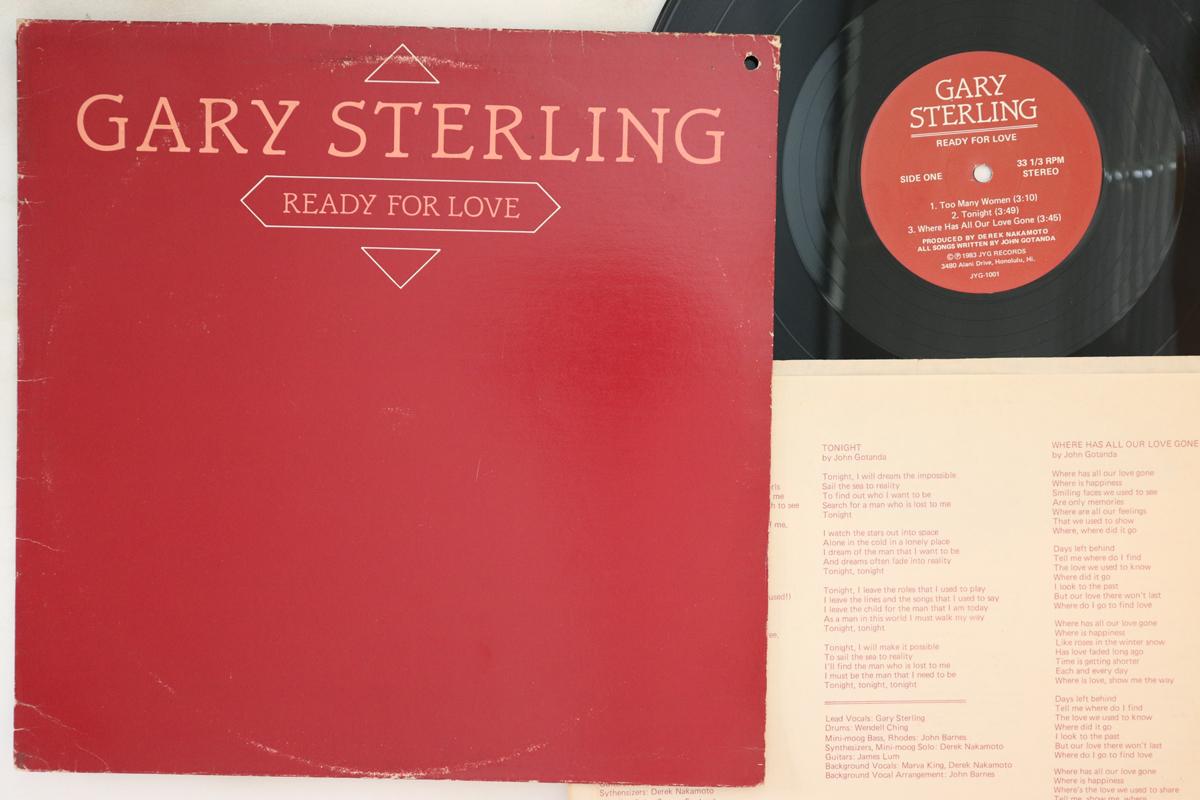 GARY STERLING
READY FOR LOVE
GARY
STERLING
READY FOR LOVE
SIDE ONE
33 1/3 RPM
STEREO
1. Too Many Women (3:10)
2. Tonight (3:49)
3. Where Has All Our Love Gone (3:45)
PRODUCED BY DEREK NAKAMOTO
ALL SONGS WRITTEN BY JOHN GOTANDA
©℗1983 JYG RECORDS
3480 Alani Drive, Honolulu, Hi.
JYG-1001
me
h to see
me,
used!)
TONIGHT
by John Gotanda
Tonight, I will dream the impossible
Sail the sea to reality
To find out who I want to be
Search for a man who is lost to me
Tonight
I watch the stars out into space
Alone in the cold in a lonely place
I dream of the man that I want to be
And dreams often fade into reality
Tonight, tonight
Tonight, I leave the roles that I used to play
I leave the lines and the songs that I used to say
I leave the child for the man that I am today
As a man in this world I must walk my way
Tonight, tonight
Tonight, I will make it possible
To sail the sea to reality
I'll find the man who is lost to me
I must be the man that I need to be
Tonight, tonight, tonight
Lead Vocals: Gary Sterling
Drums: Wendell Ching
Mini-moog Bass, Rhodes: John Barnes
Synthesizers, Mini-moog Solo: Derek Nakamoto
Guitars: James Lum
Background Vocals: Marva King, Derek Nakamoto
Background Vocal Arrangement: John Barnes
WHERE HAS ALL OUR LOVE GONE
by John Gotanda
Where has all our love gone
Where is happiness
Smiling faces we used to see
Are only memories
Where are all our feelings
That we used to show
Where, where did it go
Days left behind
Tell me where do I find
The love we used to know
Where did it go
I look to the past
But our love there won't last
Where do I go to find love
Where has all our love gone
Where is happiness
Like roses in the winter snow
Has love faded long ago
Time is getting shorter
Each and every day
Where is love, show me the way
Days left behind
Tell me where do I find
The love we used to know
Where did it go
I look to the past
But our love there won't last
Where do I go to find love
Where has all our love gone
Where is happiness
Where's the love we used to share
Tell me, show me, where
Sythensizers: Derek Nakamoto